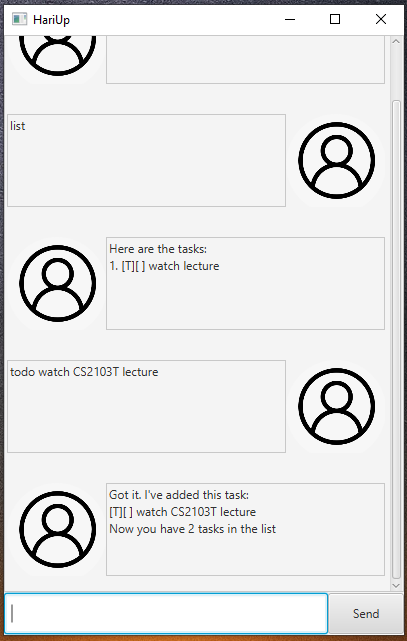 HariUp
list
Here are the tasks:
1. [T][ ] watch lecture
todo watch CS2103T lecture
Got it. I've added this task:
[T][ ] watch CS2103T lecture
Now you have 2 tasks in the list
Send